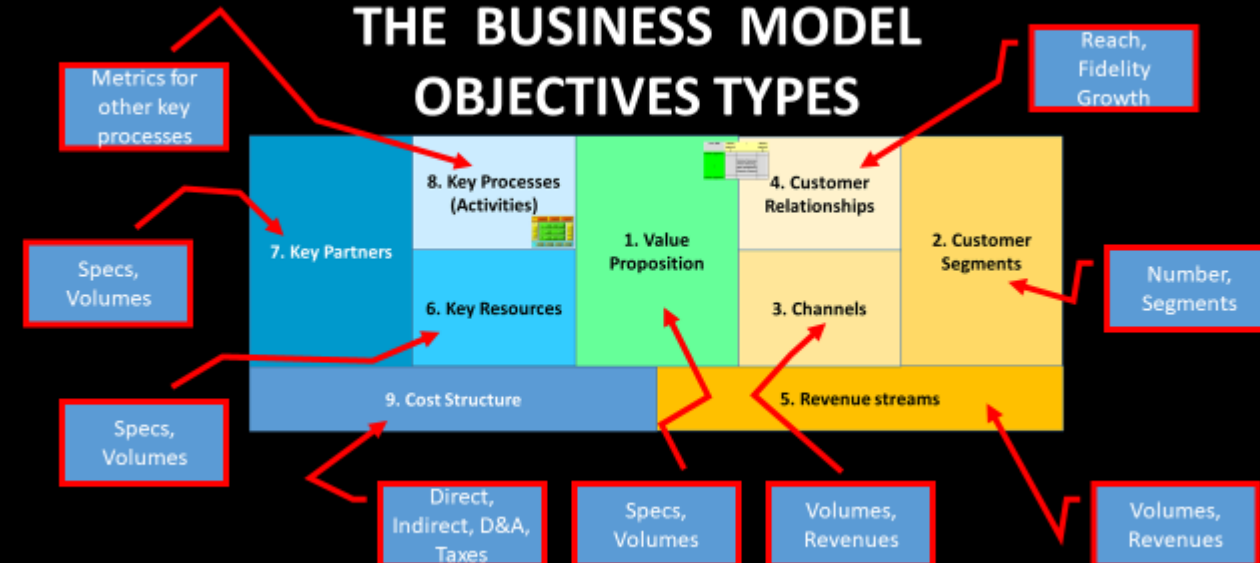 THE BUSINESS MODEL
OBJECTIVES TYPES
Metrics for
other key
processes
Reach,
Fidelity
Growth
Specs,
Volumes
Number,
Segments
7. Key Partners
8. Key Processes
(Activities)
6. Key Resources
1. Value
Proposition
4. Customer
Relationships
3. Channels
2. Customer
Segments
9. Cost Structure
5. Revenue streams
Specs,
Volumes
Direct,
Indirect, D&A,
Taxes
Specs,
Volumes
Volumes,
Revenues
Volumes,
Revenues